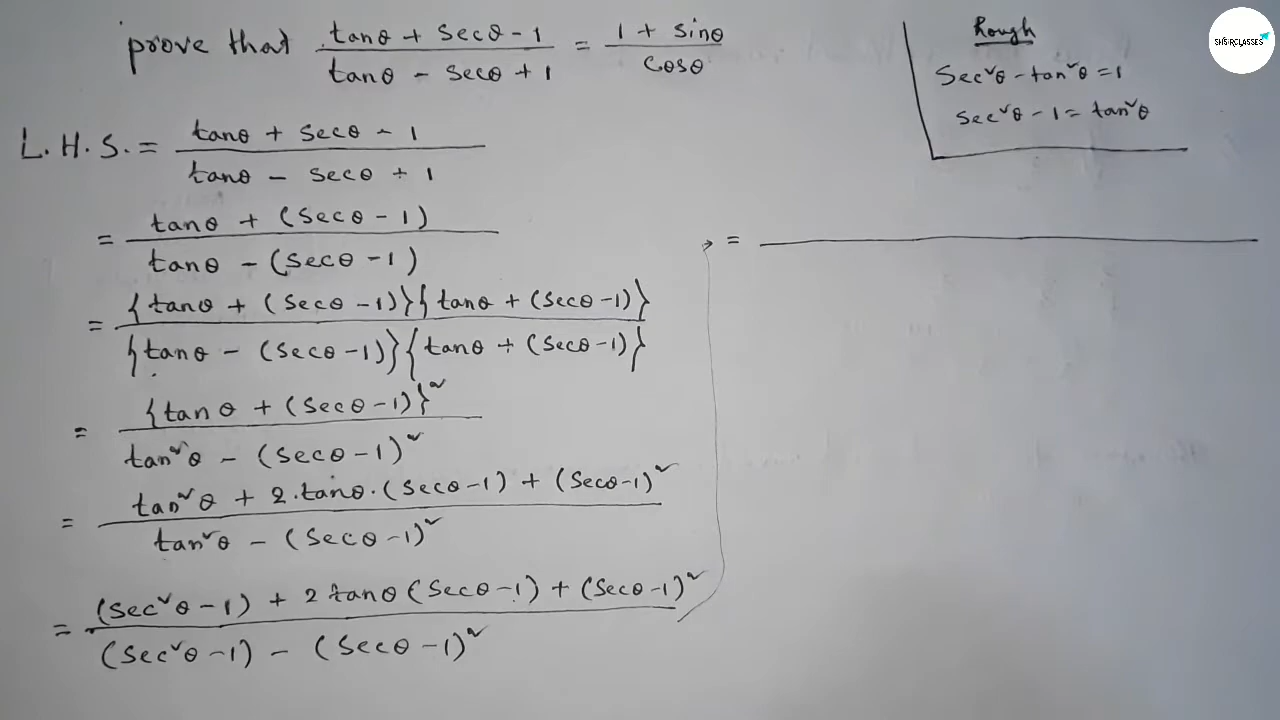 prove that (tanθ + secθ - 1)/(tanθ - secθ + 1) = (1 + sinθ)/cosθ
L.H.S. = (tanθ + secθ - 1)/(tanθ - secθ + 1)
= (tanθ + (secθ - 1))/(tanθ - (secθ - 1))
= ({tanθ + (secθ - 1)}{tanθ + (secθ - 1)})/({tanθ - (secθ - 1)}{tanθ + (secθ - 1)})
= {tanθ + (secθ - 1)}²/(tan²θ - (secθ - 1)²)
= (tan²θ + 2.tanθ.(secθ - 1) + (secθ - 1)²)/(tan²θ - (secθ - 1)²)
= ((sec²θ - 1) + 2 tanθ (secθ - 1) + (secθ - 1)²)/((sec²θ - 1) - (secθ - 1)²)
=
Rough
sec²θ - tan²θ = 1
sec²θ - 1 = tan²θ
SHSIRCLASSES